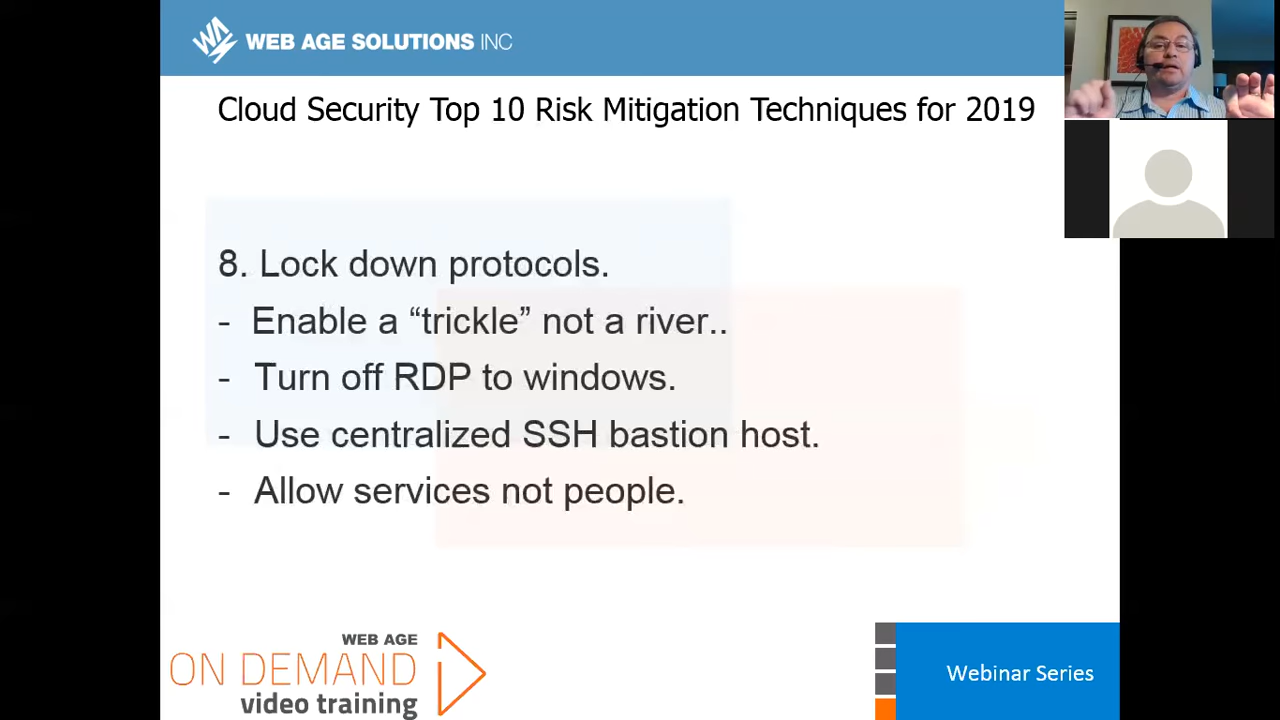 WEB AGE SOLUTIONS INC
Cloud Security Top 10 Risk Mitigation Techniques for 2019
8. Lock down protocols.
- Enable a “trickle” not a river..
- Turn off RDP to windows.
- Use centralized SSH bastion host.
- Allow services not people.
WEB AGE
ON DEMAND
video training
Webinar Series